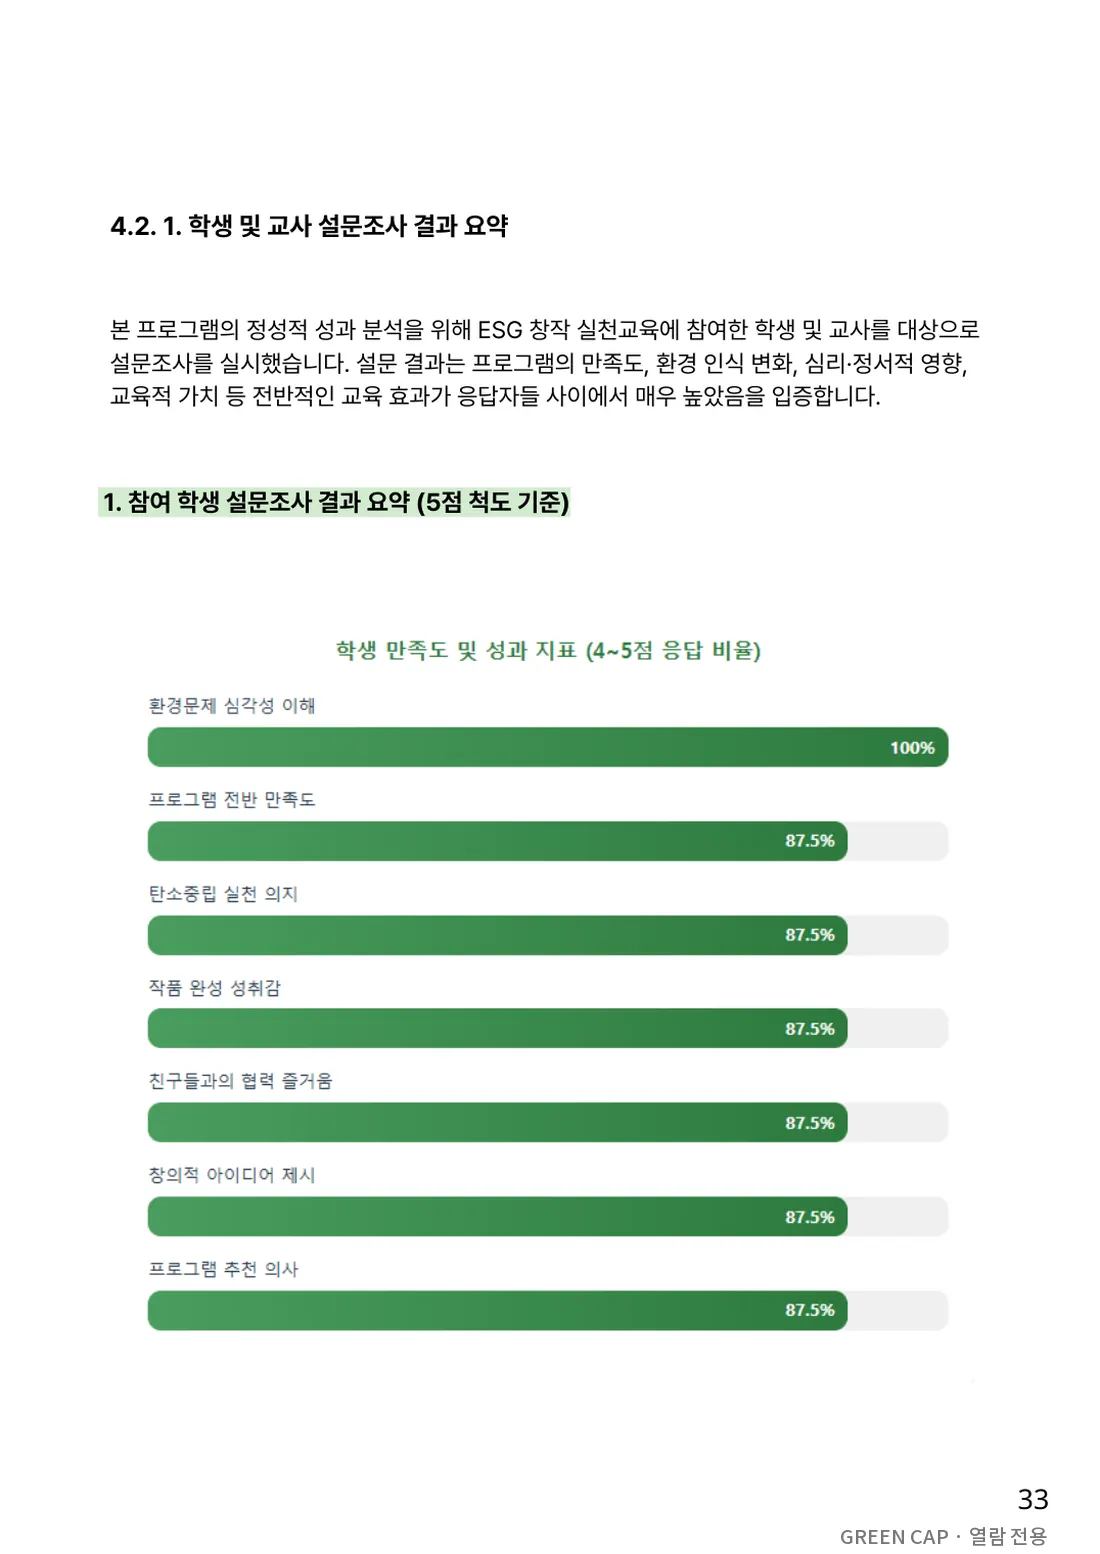 4.2. 1. 학생 및 교사 설문조사 결과 요약
본 프로그램의 정성적 성과 분석을 위해 ESG 창작 실천교육에 참여한 학생 및 교사를 대상으로
설문조사를 실시했습니다. 설문 결과는 프로그램의 만족도, 환경 인식 변화, 심리·정서적 영향,
교육적 가치 등 전반적인 교육 효과가 응답자들 사이에서 매우 높았음을 입증합니다.
1. 참여 학생 설문조사 결과 요약 (5점 척도 기준)
학생 만족도 및 성과 지표 (4~5점 응답 비율)
환경문제 심각성 이해
100%
프로그램 전반 만족도
87.5%
탄소중립 실천 의지
87.5%
작품 완성 성취감
87.5%
친구들과의 협력 즐거움
87.5%
창의적 아이디어 제시
87.5%
프로그램 추천 의사
87.5%
33
GREEN CAP · 열람 전용